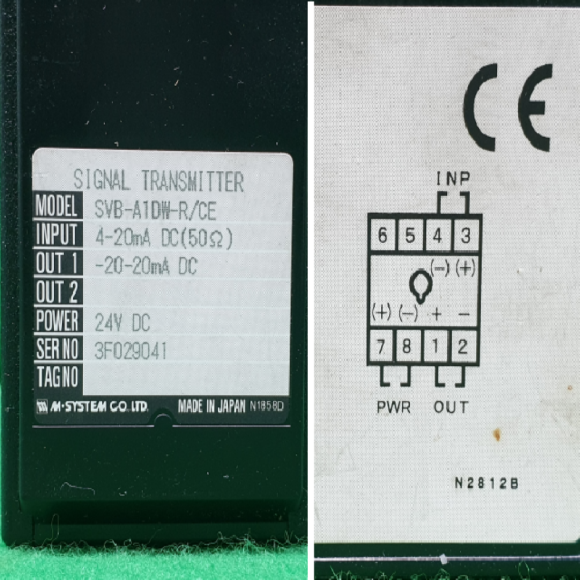 SIGNAL TRANSMITTER
MODEL SVB-A1DW-R/CE
INPUT 4-20mA DC(50Ω)
OUT 1 -20-20mA DC
OUT 2
POWER 24V DC
SER NO 3F029041
TAG NO
M-SYSTEM CO. LTD. MADE IN JAPAN N1858D
CE
INP
6 5 4 3
(-) (+)
(+) (-) + -
7 8 1 2
PWR OUT
N2812B